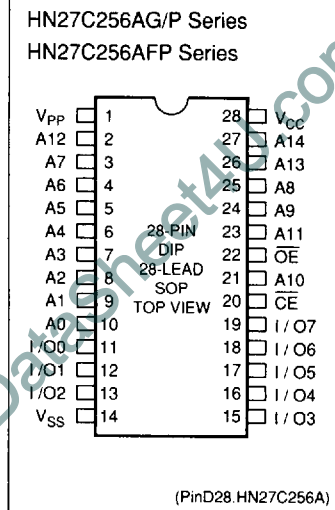 HN27C256AG/P Series
HN27C256AFP Series
VPP 1 28 VCC
A12 2 27 A14
A7 3 26 A13
A6 4 25 A8
A5 5 24 A9
A4 6 28-PIN 23 A11
A3 7 DIP 22 OE
A2 8 28-LEAD 21 A10
A1 9 SOP 20 CE
TOP VIEW
A0 10 19 I/O7
I/O0 11 18 I/O6
I/O1 12 17 I/O5
I/O2 13 16 I/O4
VSS 14 15 I/O3
(PinD28.HN27C256A)
DataSheet4U.com